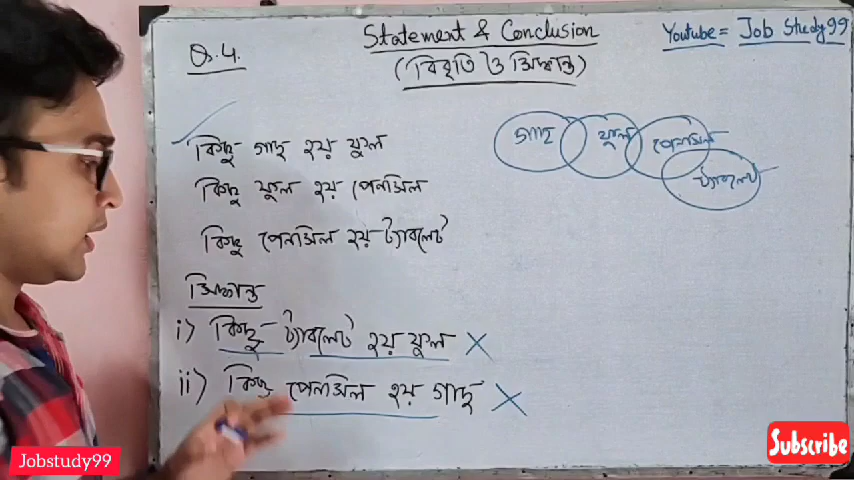 Q.4.
Statement & Conclusion
(বিবৃতি ও সিদ্ধান্ত)
Youtube = Job Study99
কিছু গাছ হয় ফুল
কিছু ফুল হয় পেনসিল
কিছু পেনসিল হয় ট্যাবলেট
গাছ ফুল পেনসিল
ট্যাবলেট
সিদ্ধান্ত
i) কিছু ট্যাবলেট হয় ফুল ×
ii) কিছু পেনসিল হয় গাছ ×
Jobstudy99
Subscribe